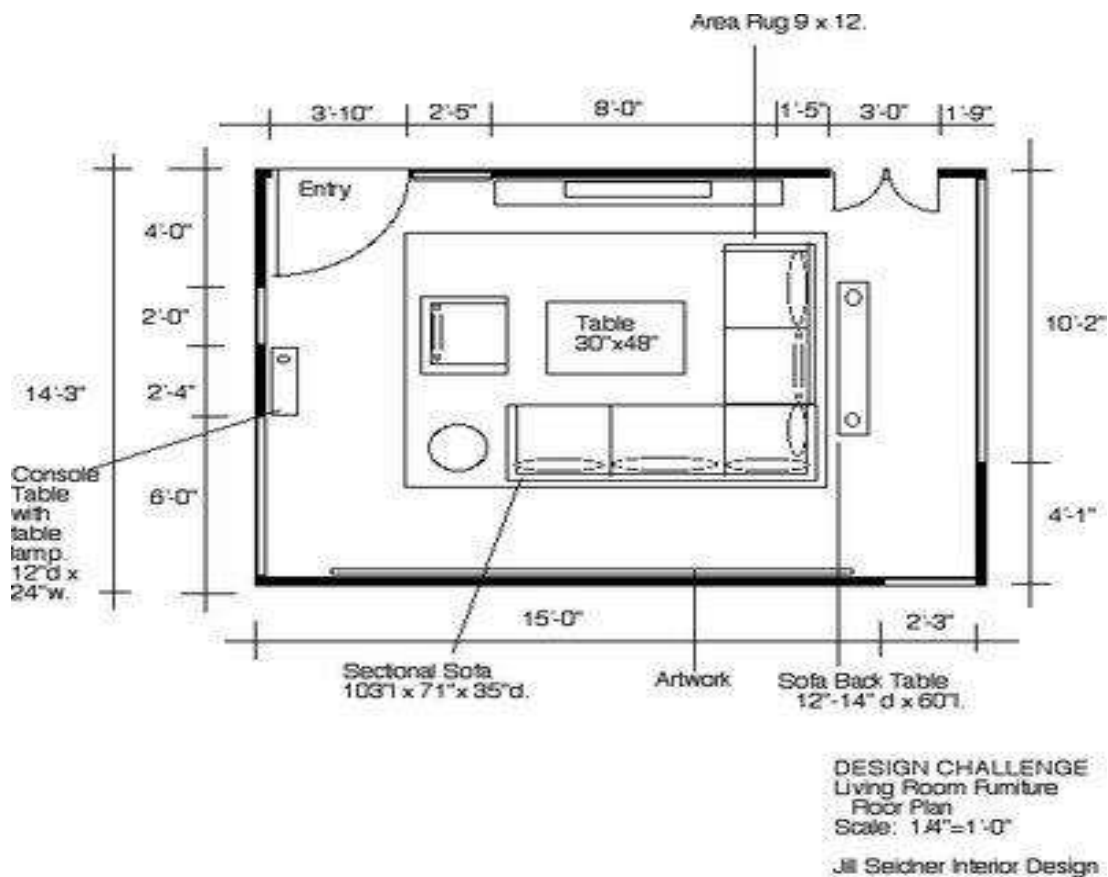 Area Rug 9 x 12.
3'-10" 2'-5" 8'-0" 1'-5" 3'-0" 1'-9"
Entry
4'-0"
2'-0"
10'-2"
Table
30"x48"
14'-3"
2'-4"
Console
Table
with
table
lamp.
12"d x
24"w.
6'-0"
4'-1"
15'-0" 2'-3"
Sectional Sofa
103"l x 71"x 35"d.
Artwork
Sofa Back Table
12"-14" d x 60"l.
DESIGN CHALLENGE
Living Room Furniture
Floor Plan
Scale: 1/4"=1'-0"
Jill Seidner Interior Design